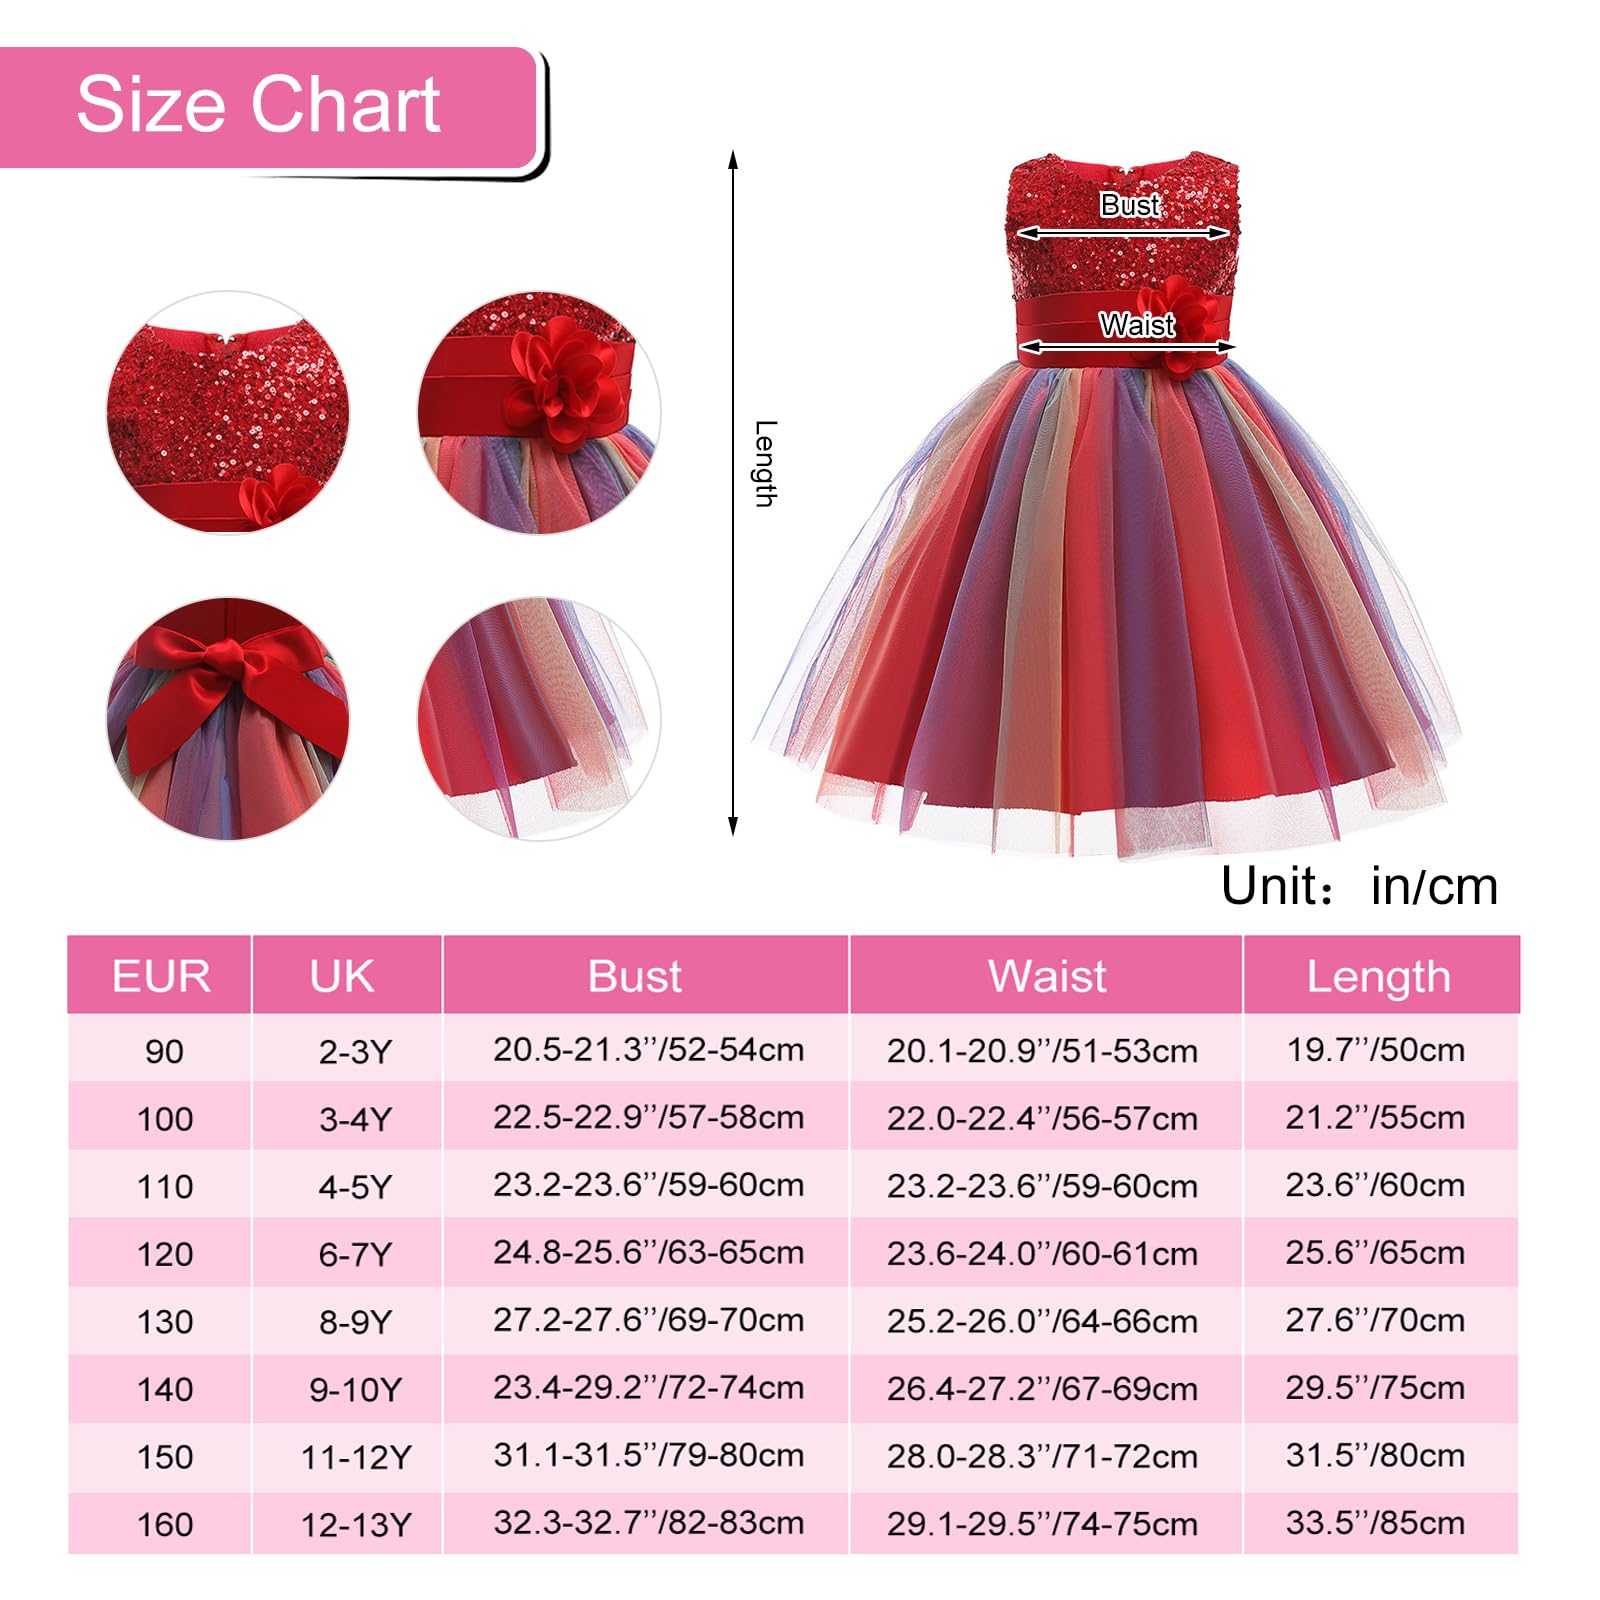 Size Chart
Bust
Waist
Length
Unit： in/cm
EUR UK Bust Waist Length
90 2-3Y 20.5-21.3’’/52-54cm 20.1-20.9’’/51-53cm 19.7’’/50cm
100 3-4Y 22.5-22.9’’/57-58cm 22.0-22.4’’/56-57cm 21.2’’/55cm
110 4-5Y 23.2-23.6’’/59-60cm 23.2-23.6’’/59-60cm 23.6’’/60cm
120 6-7Y 24.8-25.6’’/63-65cm 23.6-24.0’’/60-61cm 25.6’’/65cm
130 8-9Y 27.2-27.6’’/69-70cm 25.2-26.0’’/64-66cm 27.6’’/70cm
140 9-10Y 23.4-29.2’’/72-74cm 26.4-27.2’’/67-69cm 29.5’’/75cm
150 11-12Y 31.1-31.5’’/79-80cm 28.0-28.3’’/71-72cm 31.5’’/80cm
160 12-13Y 32.3-32.7’’/82-83cm 29.1-29.5’’/74-75cm 33.5’’/85cm